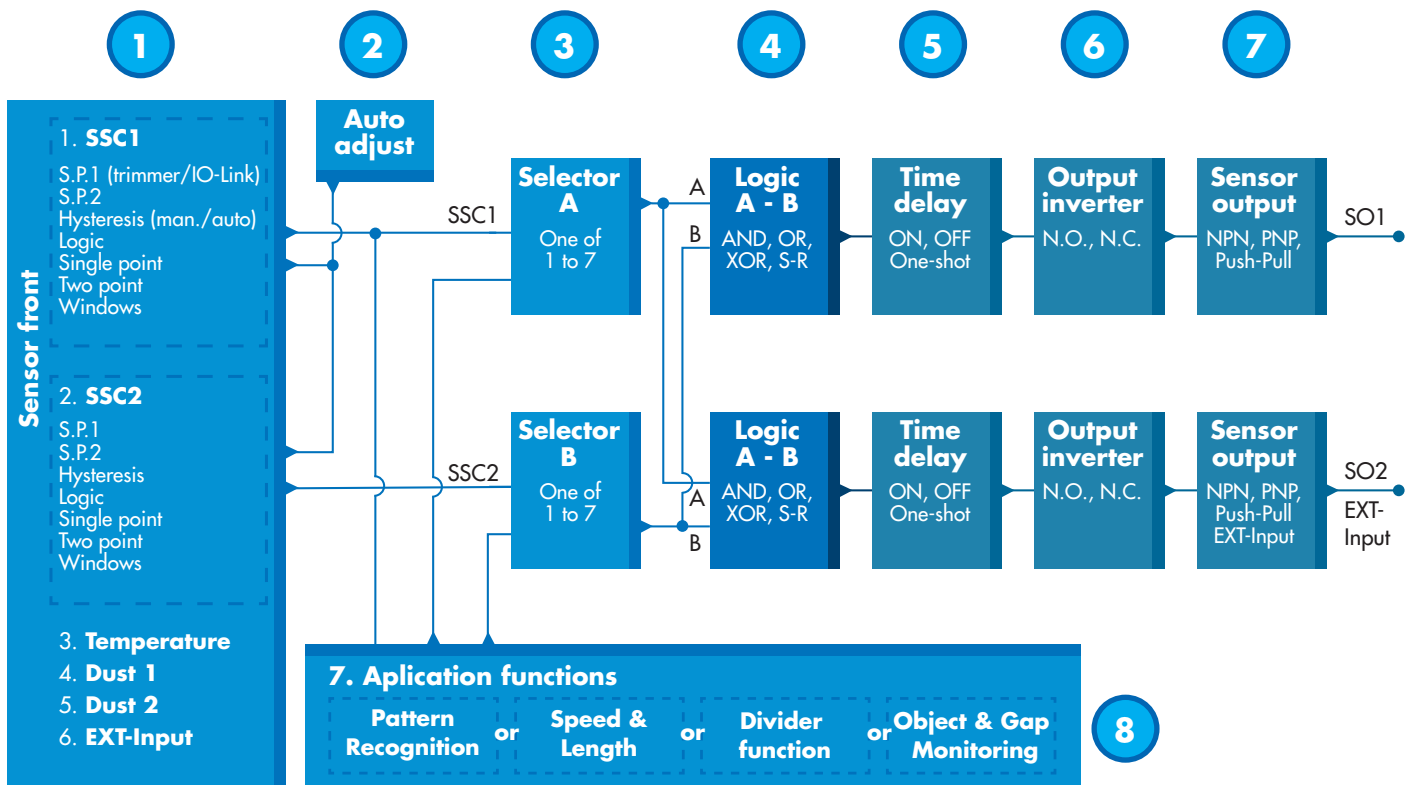 1
2
3
4
5
6
7
Sensor front
1. SSC1
S.P.1 (trimmer/IO-Link)
S.P.2
Hysteresis (man./auto)
Logic
Single point
Two point
Windows
2. SSC2
S.P.1
S.P.2
Hysteresis
Logic
Single point
Two point
Windows
3. Temperature
4. Dust 1
5. Dust 2
6. EXT-Input
Auto
adjust
SSC1
Selector
A
One of
1 to 7
A
B
Logic
A - B
AND, OR,
XOR, S-R
Time
delay
ON, OFF
One-shot
Output
inverter
N.O., N.C.
Sensor
output
NPN, PNP,
Push-Pull
SO1
SSC2
Selector
B
One of
1 to 7
A
B
Logic
A - B
AND, OR,
XOR, S-R
Time
delay
ON, OFF
One-shot
Output
inverter
N.O., N.C.
Sensor
output
NPN, PNP,
Push-Pull
EXT-Input
SO2
EXT-
Input
7. Aplication functions
Pattern
Recognition
or
Speed &
Length
or
Divider
function
or
Object & Gap
Monitoring
8